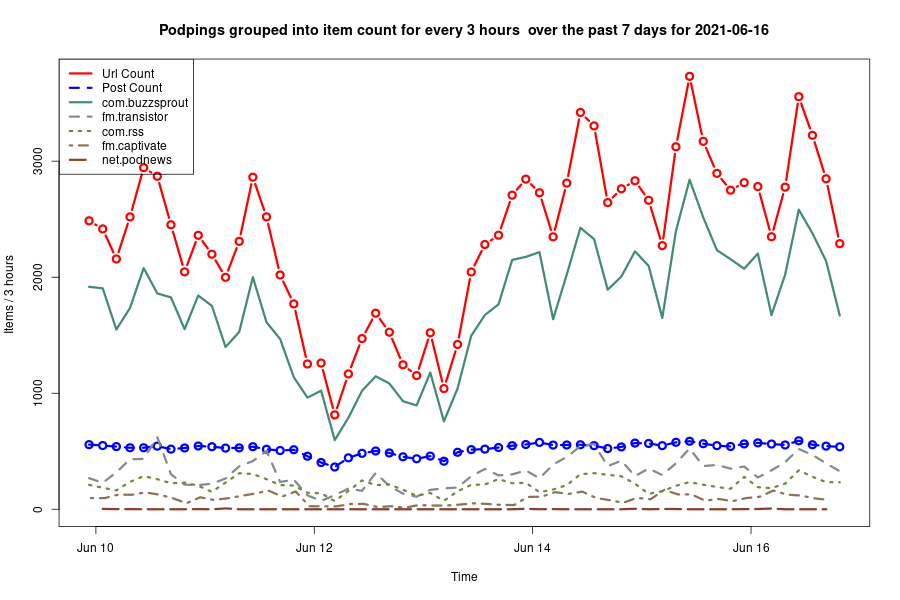 Podpings grouped into item count for every 3 hours  over the past 7 days for 2021-06-16
Url Count
Post Count
com.buzzsprout
fm.transistor
com.rss
fm.captivate
net.podnews
Items / 3 hours
3000
2000
1000
0
Jun 10
Jun 12
Jun 14
Jun 16
Time